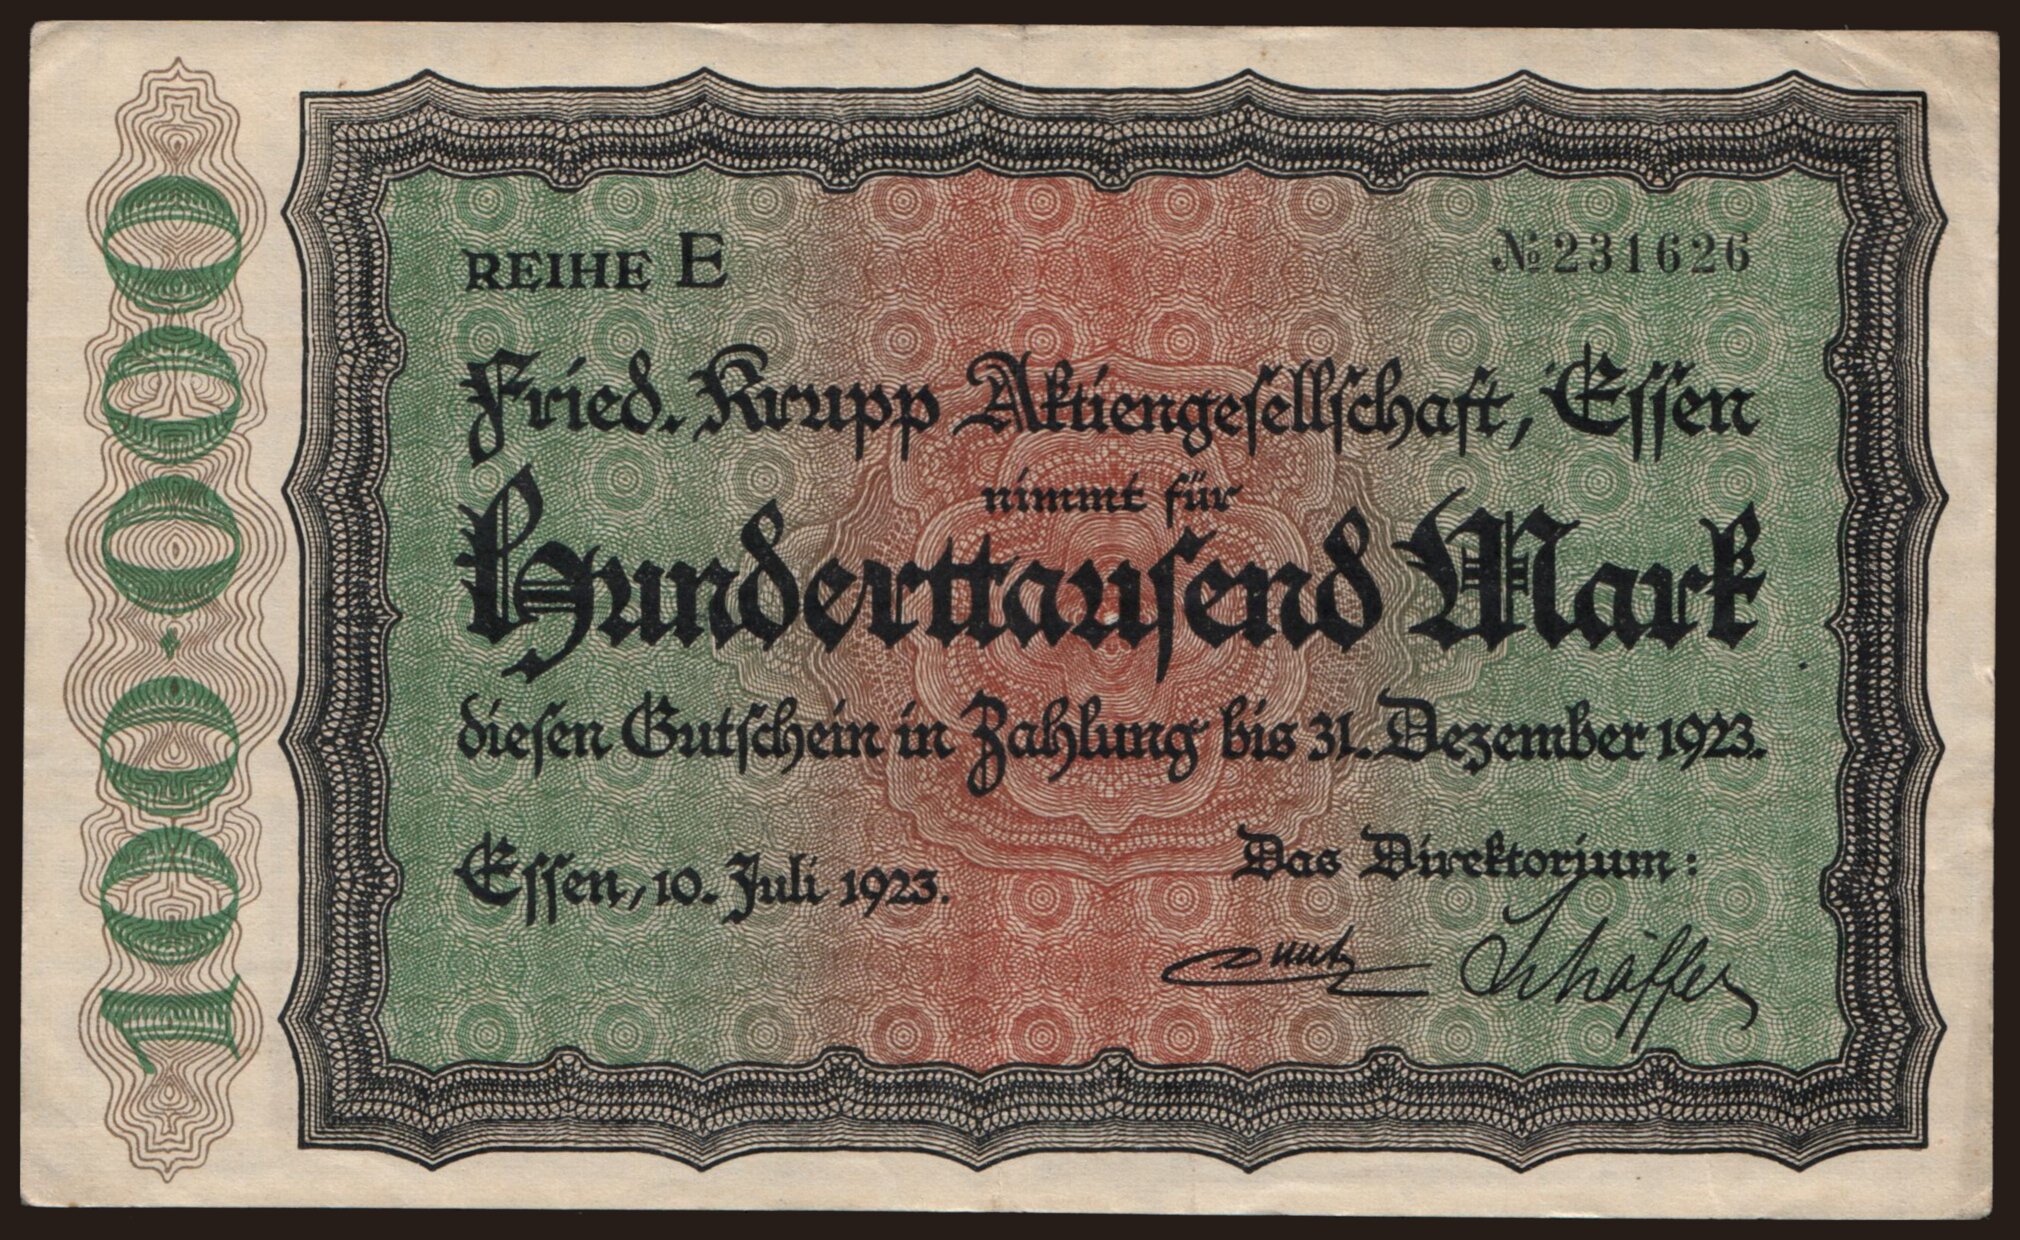 100.000
REIHE E
№231626
Fried. Krupp Aktiengesellschaft, Essen
nimmt für
Hunderttausend Mark
diesen Gutschein in Zahlung bis 31. Dezember 1923.
Essen, 10. Juli 1923.
Das Direktorium:
Schäffer